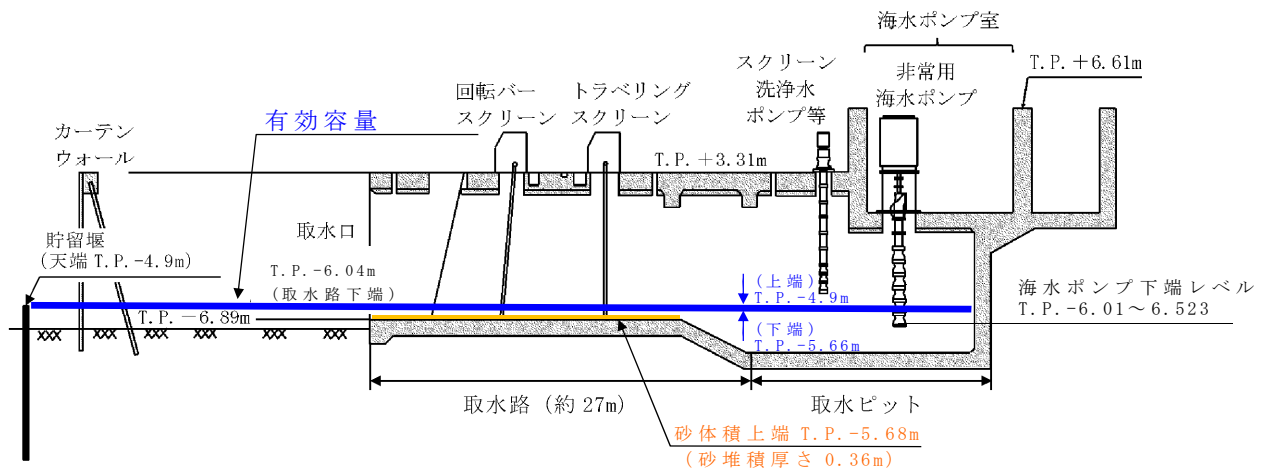 海水ポンプ室
T.P.+6.61m
スクリーン
洗浄水
ポンプ等
非常用
海水ポンプ
回転バー
スクリーン
トラベリング
スクリーン
有効容量
カーテン
ウォール
T.P.+3.31m
取水口
貯留堰
(天端 T.P.-4.9m)
T.P.-6.04m
(取水路下端)
(上端)
T.P.-4.9m
海水ポンプ下端レベル
T.P.-6.01～6.523
T.P.-6.89m
(下端)
T.P.-5.66m
取水路 (約 27m)
取水ピット
砂体積上端 T.P.-5.68m
(砂堆積厚さ 0.36m)